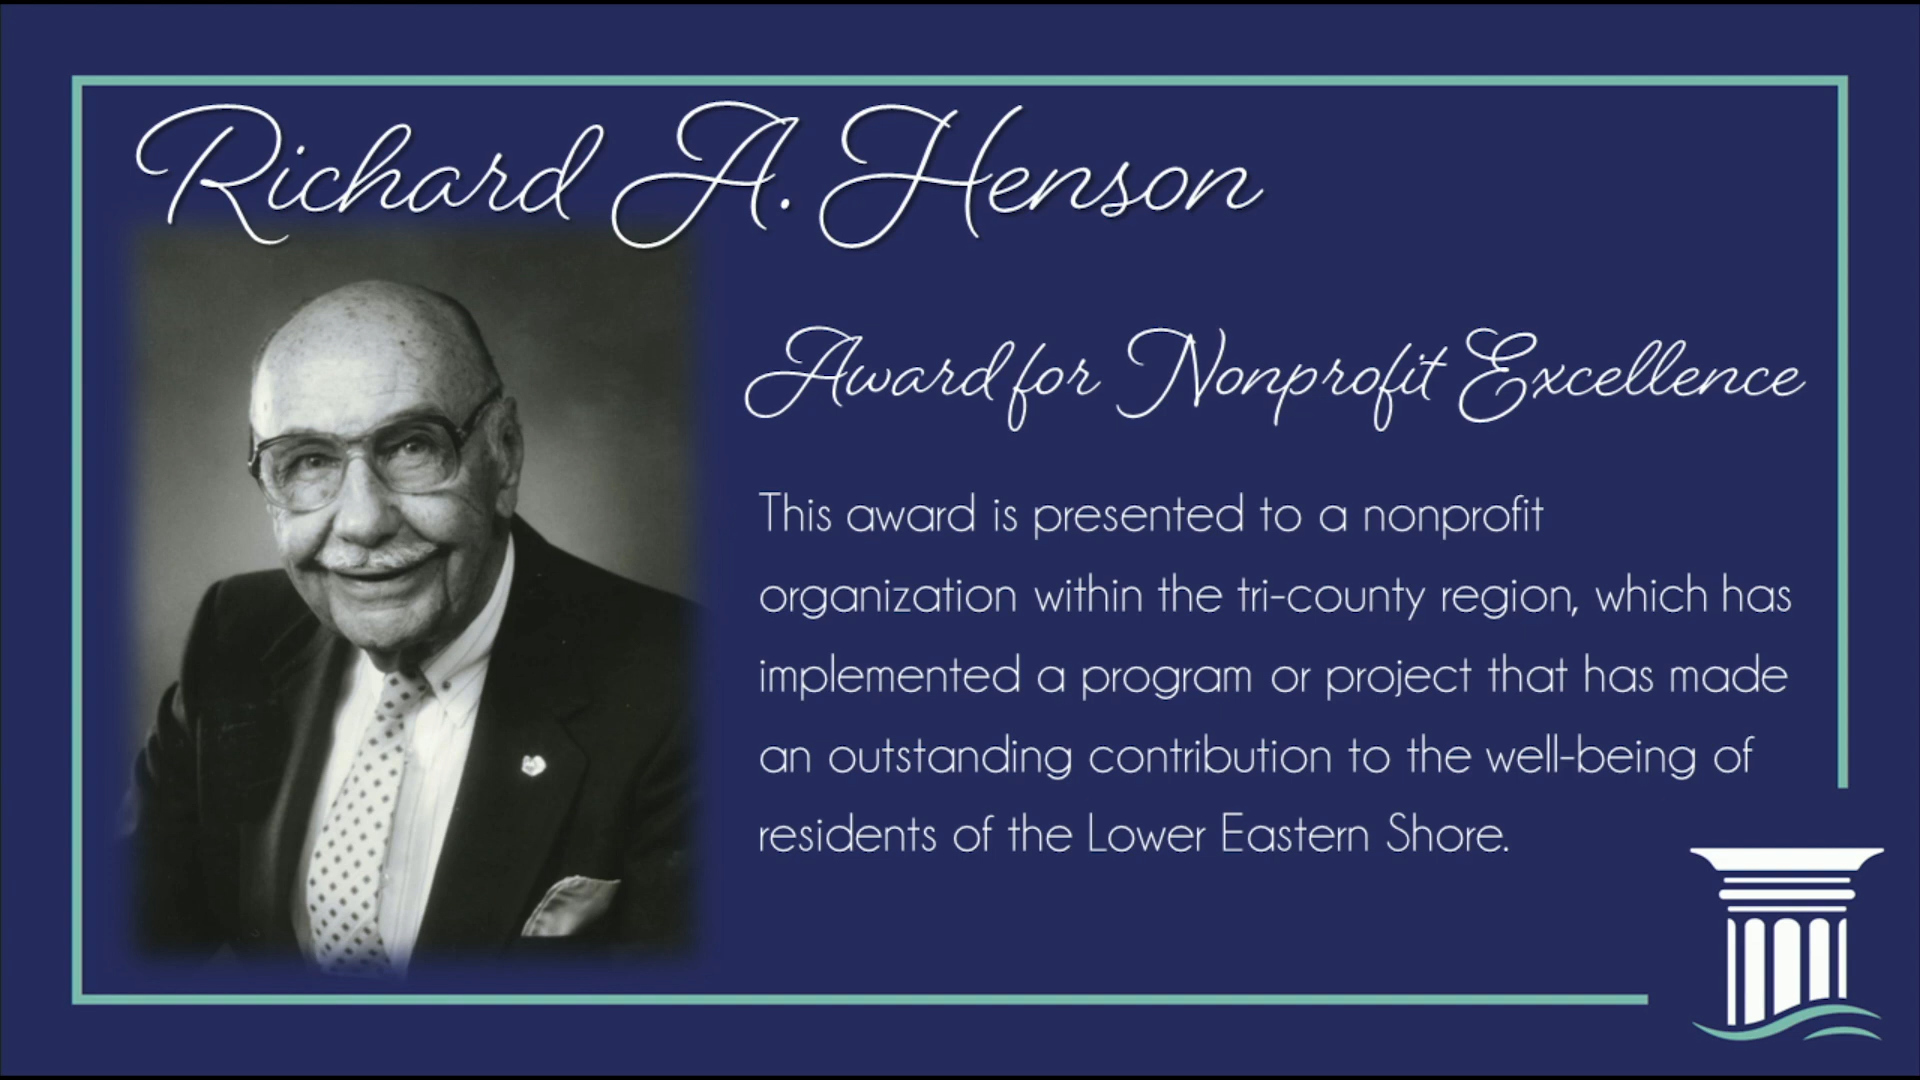 Richard A. Henson
Award for Nonprofit Excellence
This award is presented to a nonprofit
organization within the tri-county region, which has
implemented a program or project that has made
an outstanding contribution to the well-being of
residents of the Lower Eastern Shore.